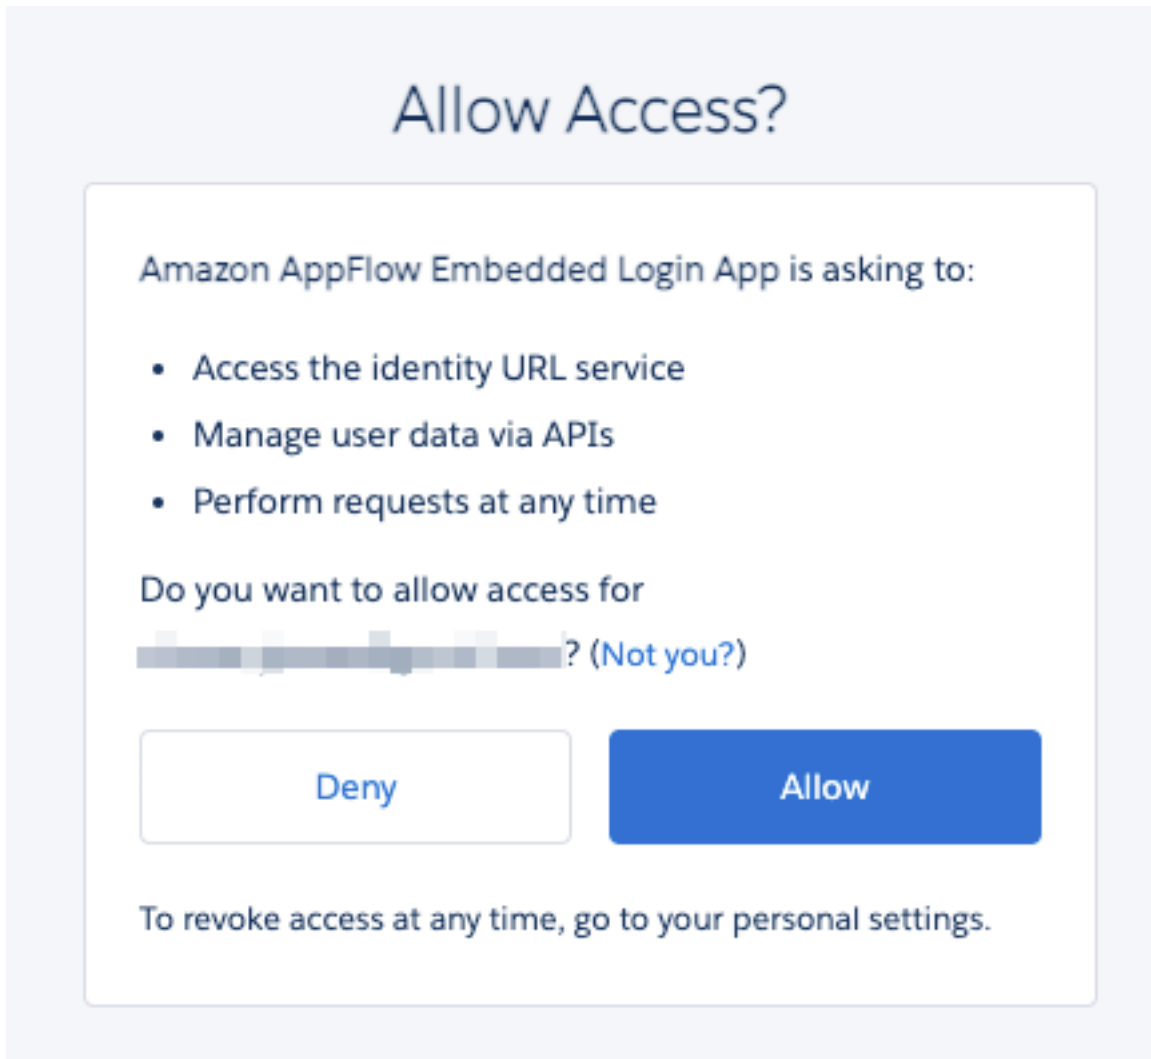 Allow Access?
Amazon AppFlow Embedded Login App is asking to:
• Access the identity URL service
• Manage user data via APIs
• Perform requests at any time
Do you want to allow access for
? (Not you?)
Deny
Allow
To revoke access at any time, go to your personal settings.